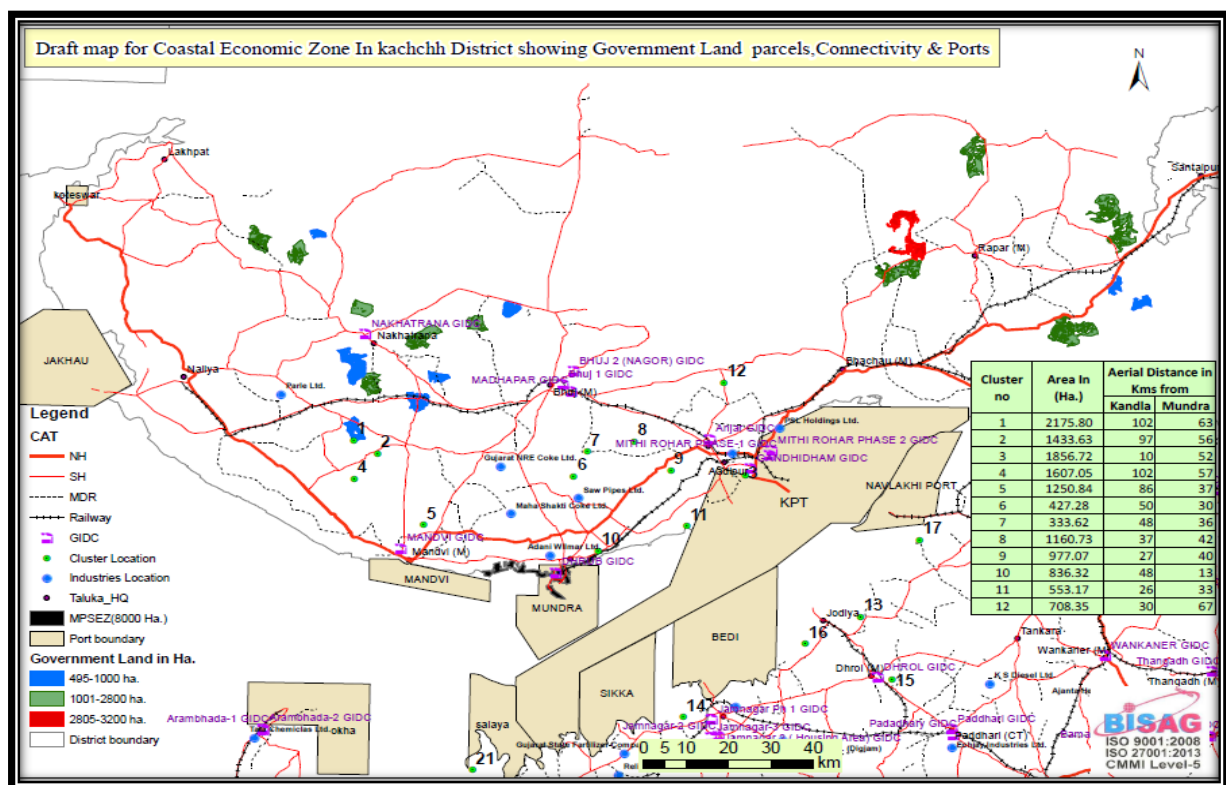 Draft map for Coastal Economic Zone In kachchh District showing Government Land parcels,Connectivity & Ports
N
Lakhpat
koteswar
Santalpur
Rapar (M)
NAKHATRANA GIDC
Nakhatrana
JAKHAU
Naliya
Parle Ltd.
BHUJ 2 (NAGOR) GIDC
Bhuj 1 GIDC
MADHAPAR GIDC
Bhachau (M)
12
PSL Holdings Ltd.
Anjar GIDC
MITHI ROHAR PHASE-1 GIDC
MITHI ROHAR PHASE 2 GIDC
GANDHIDHAM GIDC
Adipur
1
2
4
7
8
6
9
Gujarat NRE Coke Ltd.
Saw Pipes Ltd.
Maha Shakti Coke Ltd.
5
11
10
KPT
NAVLAKHI PORT
17
MANDVI GIDC
Mandvi (M)
Adani Wilmar Ltd.
MANDVI
MUNDRA
BEDI
SIKKA
Jodiya
13
16
Tankara
Wankaner (M)
WANKANER GIDC
Thangadh GIDC
Thangadh (M)
Dhrol (M)
DHROL GIDC
15
K S Diesel Ltd.
14
Jamnagar-2 GIDC
Padadhary GIDC
Paddhari GIDC
Paddhari (CT)
[Digjam]
Arambhada-1 GIDC
Arambhada-2 GIDC
okha
salaya
21
Legend
CAT
NH
SH
MDR
Railway
GIDC
Cluster Location
Industries Location
Taluka_HQ
MPSEZ(8000 Ha.)
Port boundary
Government Land in Ha.
495-1000 ha.
1001-2800 ha.
2805-3200 ha.
District boundary
Cluster no Area In (Ha.) Aerial Distance in Kms from
Kandla Mundra
1 2175.80 102 63
2 1433.63 97 56
3 1856.72 10 52
4 1607.05 102 57
5 1250.84 86 37
6 427.28 50 30
7 333.62 48 36
8 1160.73 37 42
9 977.07 27 40
10 836.32 48 13
11 553.17 26 33
12 708.35 30 67
0 5 10 20 30 40
km
BISAG
ISO 9001:2008
ISO 27001:2013
CMMI Level-5